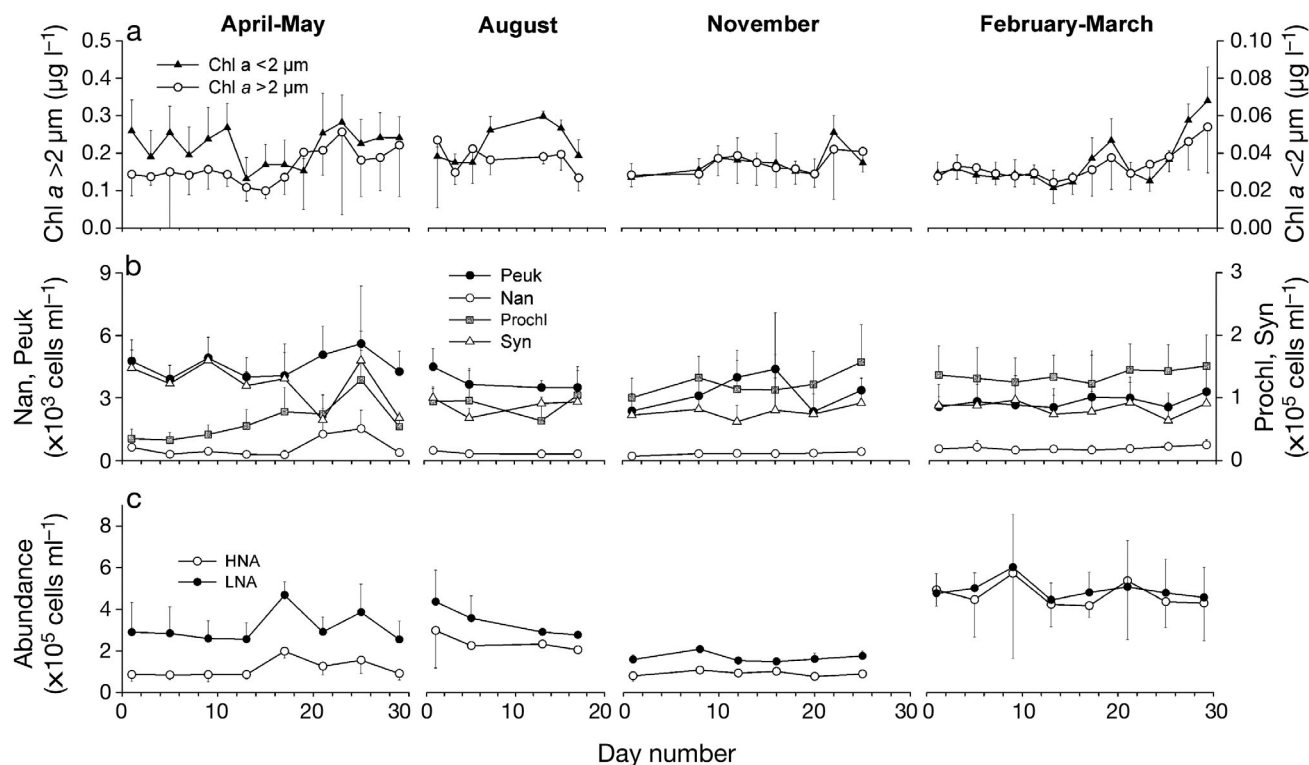 April-May August November February-March
a
0.5 0.4 0.3 0.2 0.1 0.0
Chl a >2 µm (µg l⁻¹)
Chl a <2 µm
Chl a >2 µm
0.10 0.08 0.06 0.04 0.02 0.00
Chl a <2 µm (µg l⁻¹)
b
9 6 3 0
Nan, Peuk
(x10³ cells ml⁻¹)
Peuk
Nan
Prochl
Syn
3 2 1 0
Prochl, Syn
(x10⁵ cells ml⁻¹)
c
8 6 4 2 0
Abundance
(x10⁵ cells ml⁻¹)
HNA
LNA
0 10 20 30 0 10 20 0 10 20 30 0 10 20 30
Day number